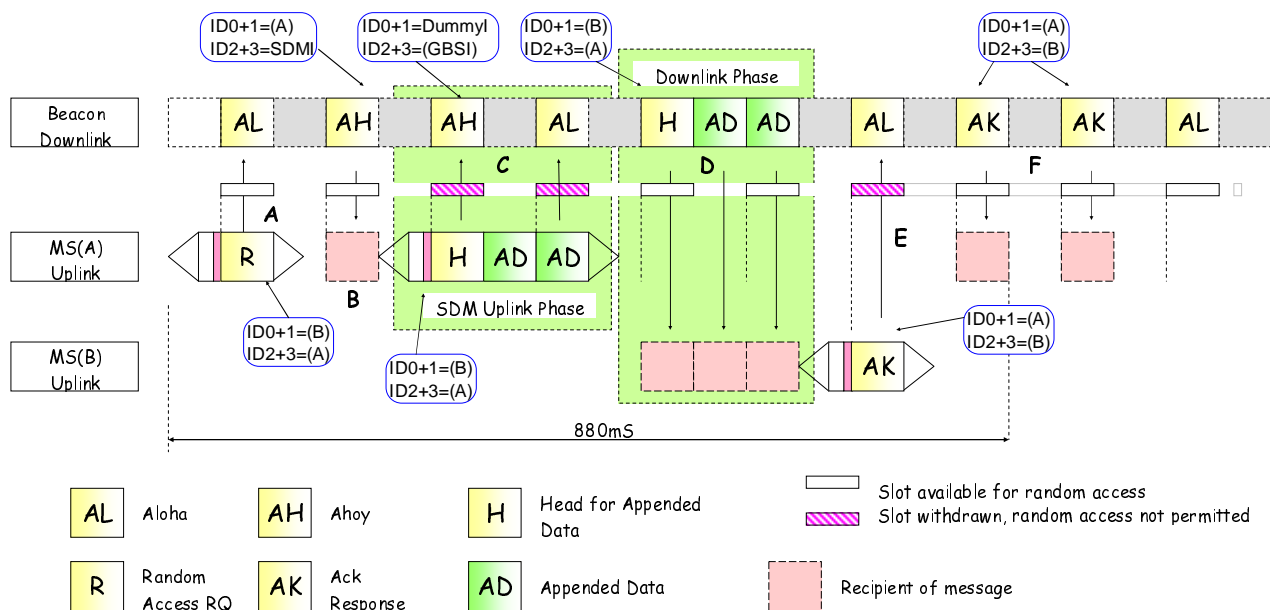 ID0+1=(A)
ID2+3=SDMI
ID0+1=DummyI
ID2+3=(GBSI)
ID0+1=(B)
ID2+3=(A)
ID0+1=(A)
ID2+3=(B)
Downlink Phase
Beacon
Downlink
AL
AH
AH
AL
H
AD
AD
AL
AK
AK
AL
C
D
F
A
MS(A)
Uplink
R
B
H
AD
AD
E
SDM Uplink Phase
ID0+1=(B)
ID2+3=(A)
ID0+1=(B)
ID2+3=(A)
ID0+1=(A)
ID2+3=(B)
MS(B)
Uplink
AK
880mS
AL
Aloha
AH
Ahoy
H
Head for Appended
Data
Slot available for random access
Slot withdrawn, random access not permitted
R
Random
Access RQ
AK
Ack
Response
AD
Appended Data
Recipient of message